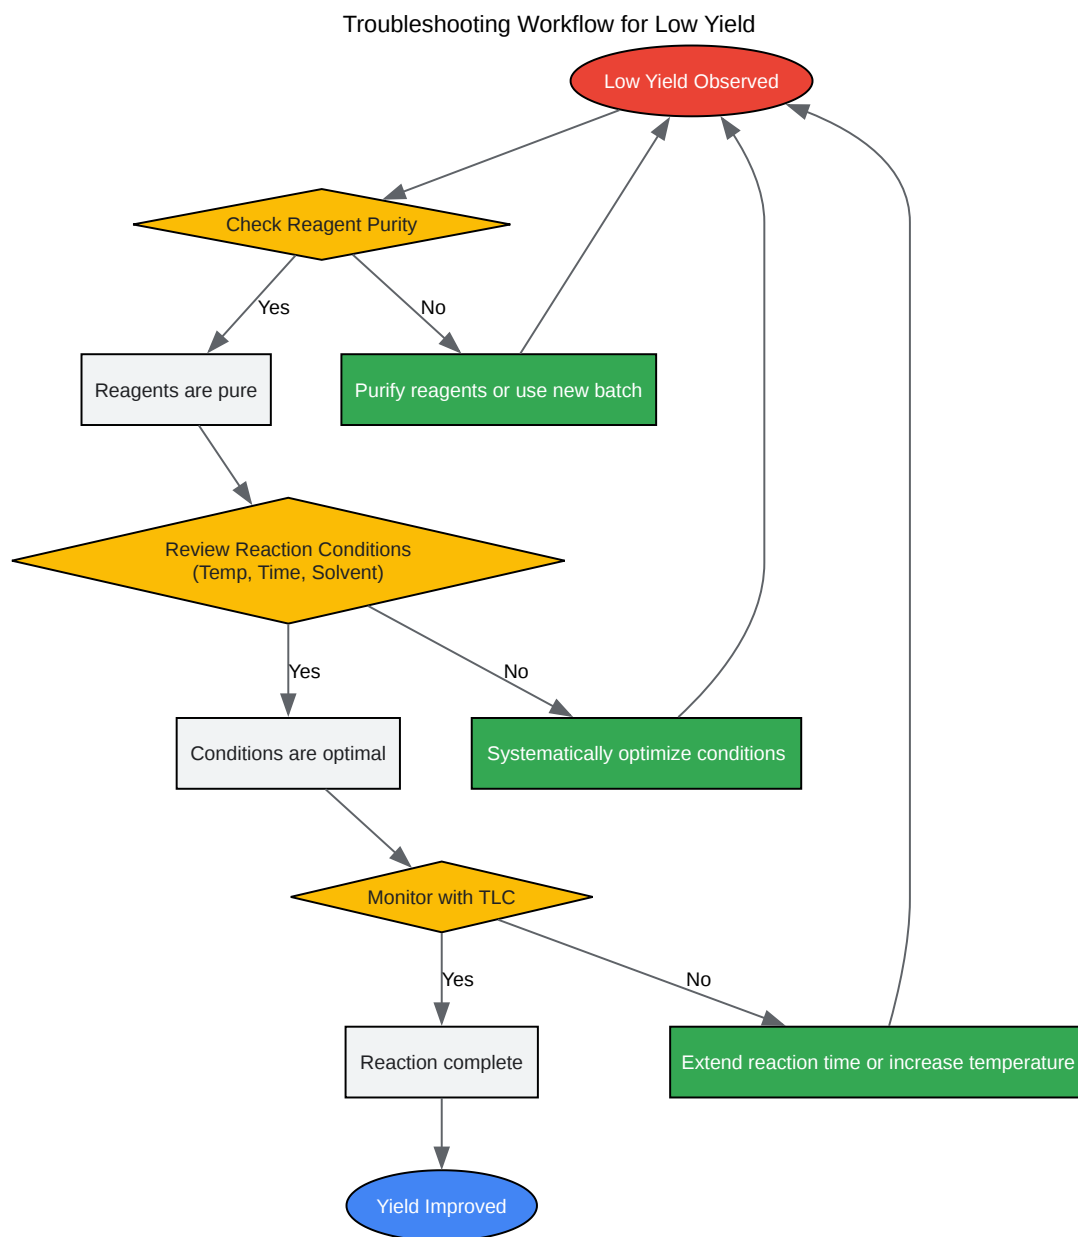 Troubleshooting Workflow for Low Yield
Low Yield Observed
Check Reagent Purity
Yes
No
Reagents are pure
Purify reagents or use new batch
Review Reaction Conditions
(Temp, Time, Solvent)
Yes
No
Conditions are optimal
Systematically optimize conditions
Monitor with TLC
Yes
No
Reaction complete
Extend reaction time or increase temperature
Yield Improved